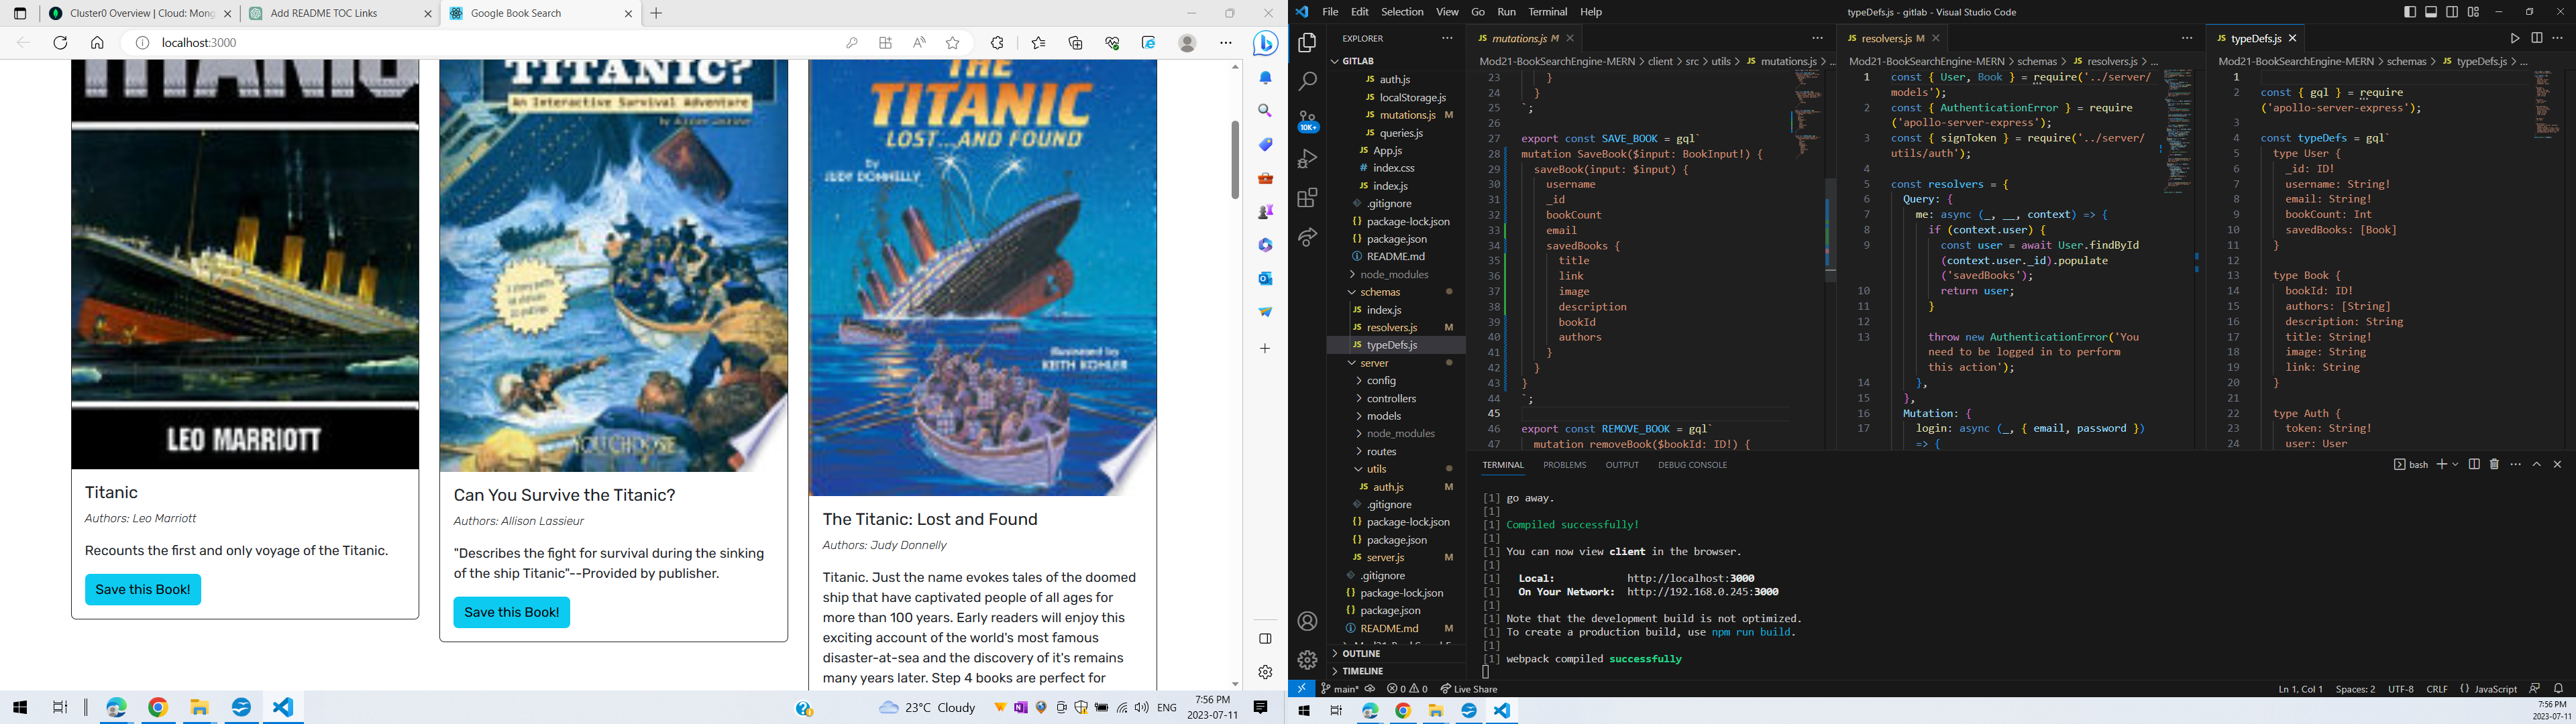 Cluster0 Overview | Cloud: Mong
Add README TOC Links
Google Book Search
localhost:3000
TITANIC
LEO MARRIOTT
Titanic
Authors: Leo Marriott
Recounts the first and only voyage of the Titanic.
Save this Book!
TITANIC?
An Interactive Survival Adventure
by Allison Lassieur
YOU CHOOSE
Can You Survive the Titanic?
Authors: Allison Lassieur
"Describes the fight for survival during the sinking
of the ship Titanic"--Provided by publisher.
Save this Book!
THE
TITANIC
LOST...AND FOUND
by
JUDY DONNELLY
illustrated by
KEITH KOHLER
The Titanic: Lost and Found
Authors: Judy Donnelly
Titanic. Just the name evokes tales of the doomed
ship that have captivated people of all ages for
more than 100 years. Early readers will enjoy this
exciting account of the world's most famous
disaster-at-sea and the discovery of it's remains
many years later. Step 4 books are perfect for
23°C Cloudy
ENG
7:56 PM
2023-07-11
File Edit Selection View Go Run Terminal Help
typeDefs.js - gitlab - Visual Studio Code
EXPLORER
GITLAB
auth.js
localStorage.js
mutations.js M
queries.js
App.js
index.css
index.js
.gitignore
package-lock.json
package.json
README.md
node_modules
schemas
index.js
resolvers.js M
typeDefs.js
server
config
controllers
models
node_modules
routes
utils
auth.js M
.gitignore
package-lock.json
package.json
server.js M
.gitignore
package-lock.json
package.json
README.md M
OUTLINE
TIMELINE
10K+
mutations.js M
Mod21-BookSearchEngine-MERN > client > src > utils > mutations.js > ...
23 }
24 }
25 `;
26
27 export const SAVE_BOOK = gql`
28 mutation SaveBook($input: BookInput!) {
29 saveBook(input: $input) {
30 username
31 _id
32 bookCount
33 email
34 savedBooks {
35 title
36 link
37 image
38 description
39 bookId
40 authors
41 }
42 }
43 }
44 `;
45
46 export const REMOVE_BOOK = gql`
47 mutation removeBook($bookId: ID!) {
resolvers.js M
Mod21-BookSearchEngine-MERN > schemas > resolvers.js > ...
1 const { User, Book } = require('../server/
models');
2 const { AuthenticationError } = require
('apollo-server-express');
3 const { signToken } = require('../server/
utils/auth');
4
5 const resolvers = {
6 Query: {
7 me: async (_, __, context) => {
8 if (context.user) {
9 const user = await User.findById
(context.user._id).populate
('savedBooks');
10 return user;
11 }
12
13 throw new AuthenticationError('You
need to be logged in to perform
this action');
14 },
15 },
16 Mutation: {
17 login: async (_, { email, password })
=> {
typeDefs.js
Mod21-BookSearchEngine-MERN > schemas > typeDefs.js > ...
1
2 const { gql } = require
('apollo-server-express');
3
4 const typeDefs = gql`
5 type User {
6 _id: ID!
7 username: String!
8 email: String!
9 bookCount: Int
10 savedBooks: [Book]
11 }
12
13 type Book {
14 bookId: ID!
15 authors: [String]
16 description: String
17 title: String!
18 image: String
19 link: String
20 }
21
22 type Auth {
23 token: String!
24 user: User
TERMINAL PROBLEMS OUTPUT DEBUG CONSOLE
bash
[1] go away.
[1]
[1] Compiled successfully!
[1]
[1] You can now view client in the browser.
[1]
[1] Local: http://localhost:3000
[1] On Your Network: http://192.168.0.245:3000
[1]
[1] Note that the development build is not optimized.
[1] To create a production build, use npm run build.
[1]
[1] webpack compiled successfully
main* 0 0 Live Share
Ln 1, Col 1 Spaces: 2 UTF-8 CRLF {} JavaScript
7:56 PM
2023-07-11